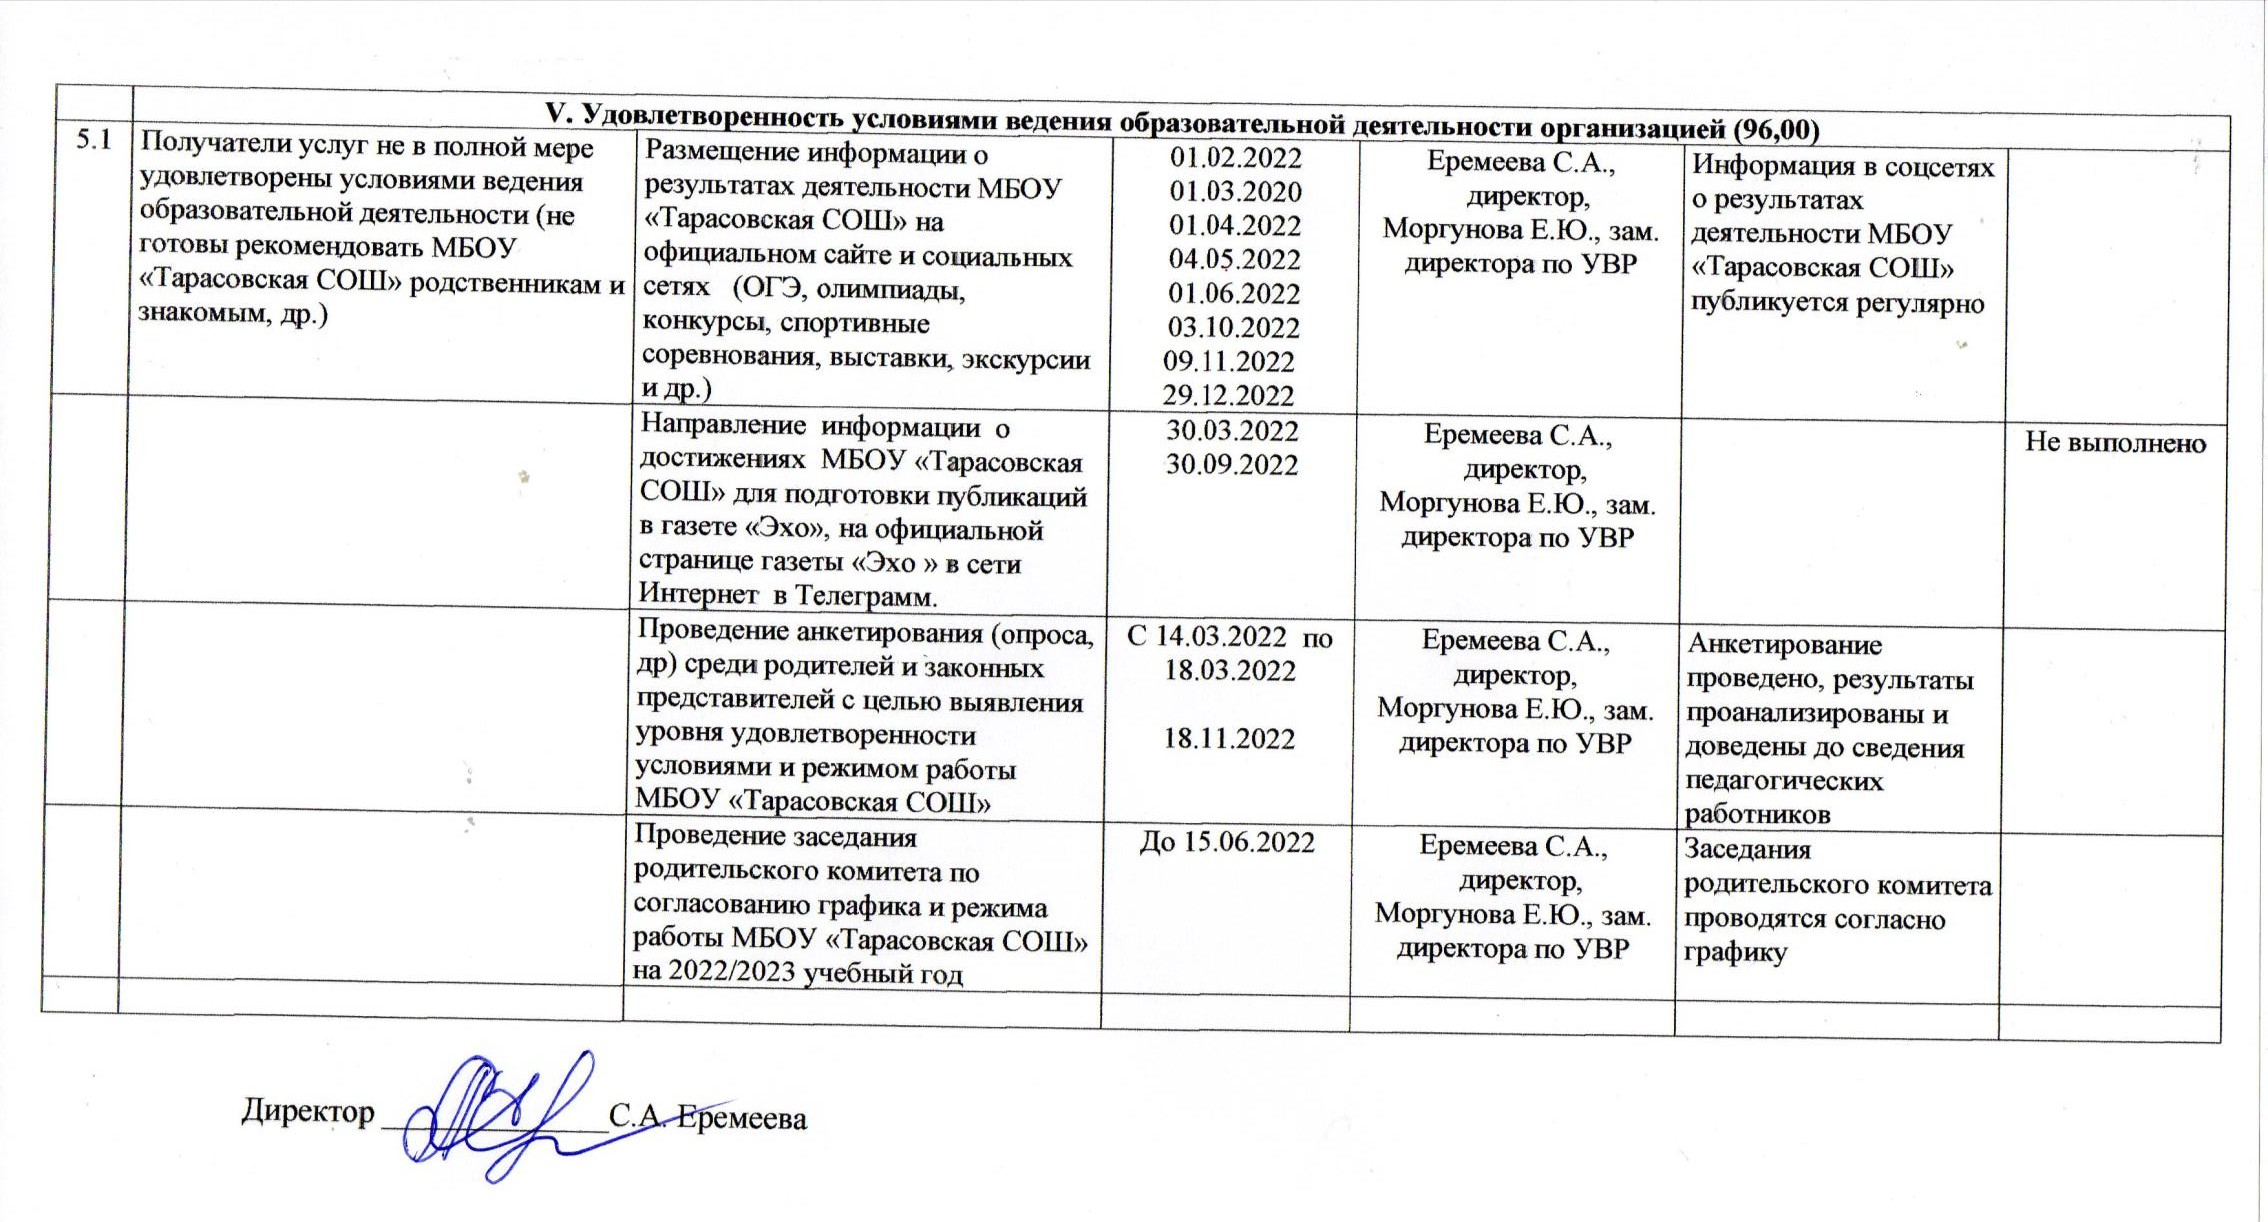 V. Удовлетворенность условиями ведения образовательной деятельности организацией (96,00)
5.1
Получатели услуг не в полной мере
удовлетворены условиями ведения
образовательной деятельности (не
готовы рекомендовать МБОУ
«Тарасовская СОШ» родственникам и
знакомым, др.)
Размещение информации о
результатах деятельности МБОУ
«Тарасовская СОШ» на
официальном сайте и социальных
сетях (ОГЭ, олимпиады,
конкурсы, спортивные
соревнования, выставки, экскурсии
и др.)
01.02.2022
01.03.2020
01.04.2022
04.05.2022
01.06.2022
03.10.2022
09.11.2022
29.12.2022
Еремеева С.А.,
директор,
Моргунова Е.Ю., зам.
директора по УВР
Информация в соцсетях
о результатах
деятельности МБОУ
«Тарасовская СОШ»
публикуется регулярно
Направление информации о
достижениях МБОУ «Тарасовская
СОШ» для подготовки публикаций
в газете «Эхо», на официальной
странице газеты «Эхо » в сети
Интернет в Телеграмм.
30.03.2022
30.09.2022
Еремеева С.А.,
директор,
Моргунова Е.Ю., зам.
директора по УВР
Не выполнено
Проведение анкетирования (опроса,
др) среди родителей и законных
представителей с целью выявления
уровня удовлетворенности
условиями и режимом работы
МБОУ «Тарасовская СОШ»
С 14.03.2022 по
18.03.2022
18.11.2022
Еремеева С.А.,
директор,
Моргунова Е.Ю., зам.
директора по УВР
Анкетирование
проведено, результаты
проанализированы и
доведены до сведения
педагогических
работников
Проведение заседания
родительского комитета по
согласованию графика и режима
работы МБОУ «Тарасовская СОШ»
на 2022/2023 учебный год
До 15.06.2022
Еремеева С.А.,
директор,
Моргунова Е.Ю., зам.
директора по УВР
Заседания
родительского комитета
проводятся согласно
графику
Директор ________________С.А. Еремеева